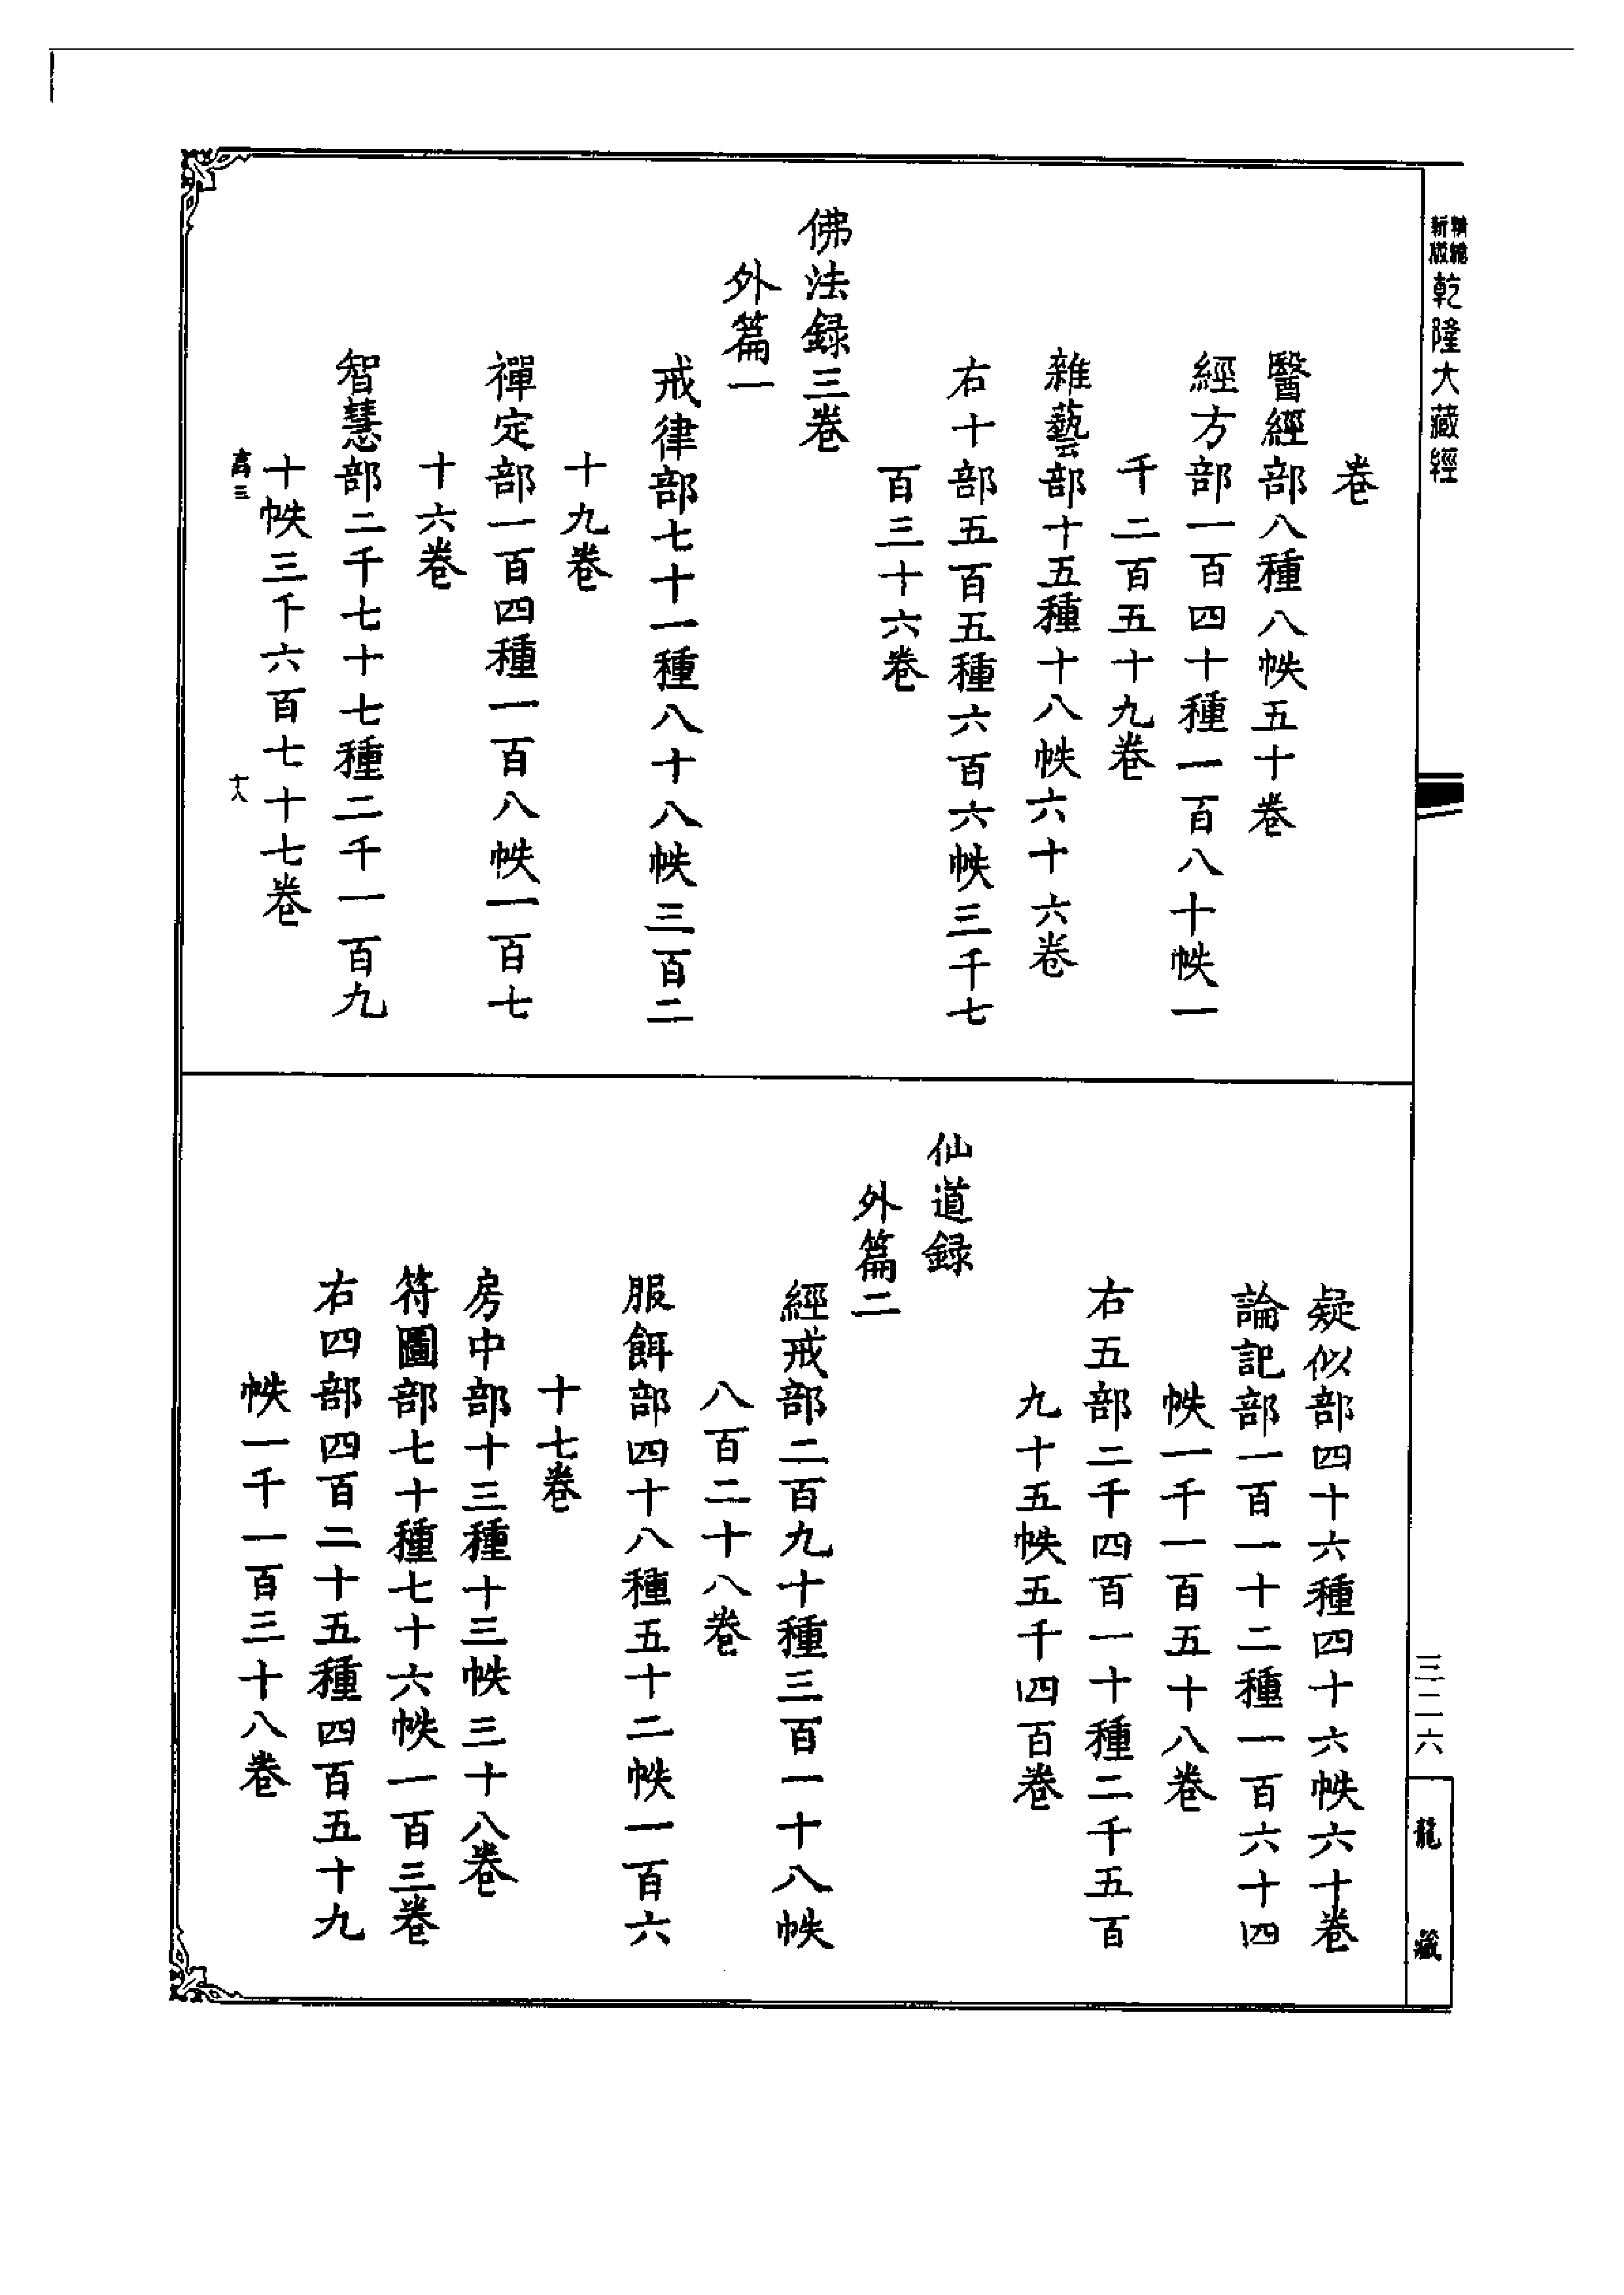 精縮
新版
乾隆大藏經
卷
醫經部八種八帙五十卷
經方部一百四十種一百八十帙一
千二百五十九卷
雜藝部十五種十八帙六十六卷
右十部五百五種六百六帙三千七
百三十六卷
佛法録三卷
外篇一
戒律部七十一種八十八帙三百二
十九卷
禪定部一百四種一百八帙一百七
十六卷
智慧部二千七十七種二千一百九
十帙三千六百七十七卷
高三
十八
疑似部四十六種四十六帙六十卷
論記部一百一十二種一百六十四
帙一千一百五十八卷
右五部二千四百一十種二千五百
九十五帙五千四百卷
仙道録
外篇二
經戒部二百九十種三百一十八帙
八百二十八卷
服餌部四十八種五十二帙一百六
十七卷
房中部十三種十三帙三十八卷
符圖部七十種七十六帙一百三卷
右四部四百二十五種四百五十九
帙一千一百三十八卷
三二六
龍藏